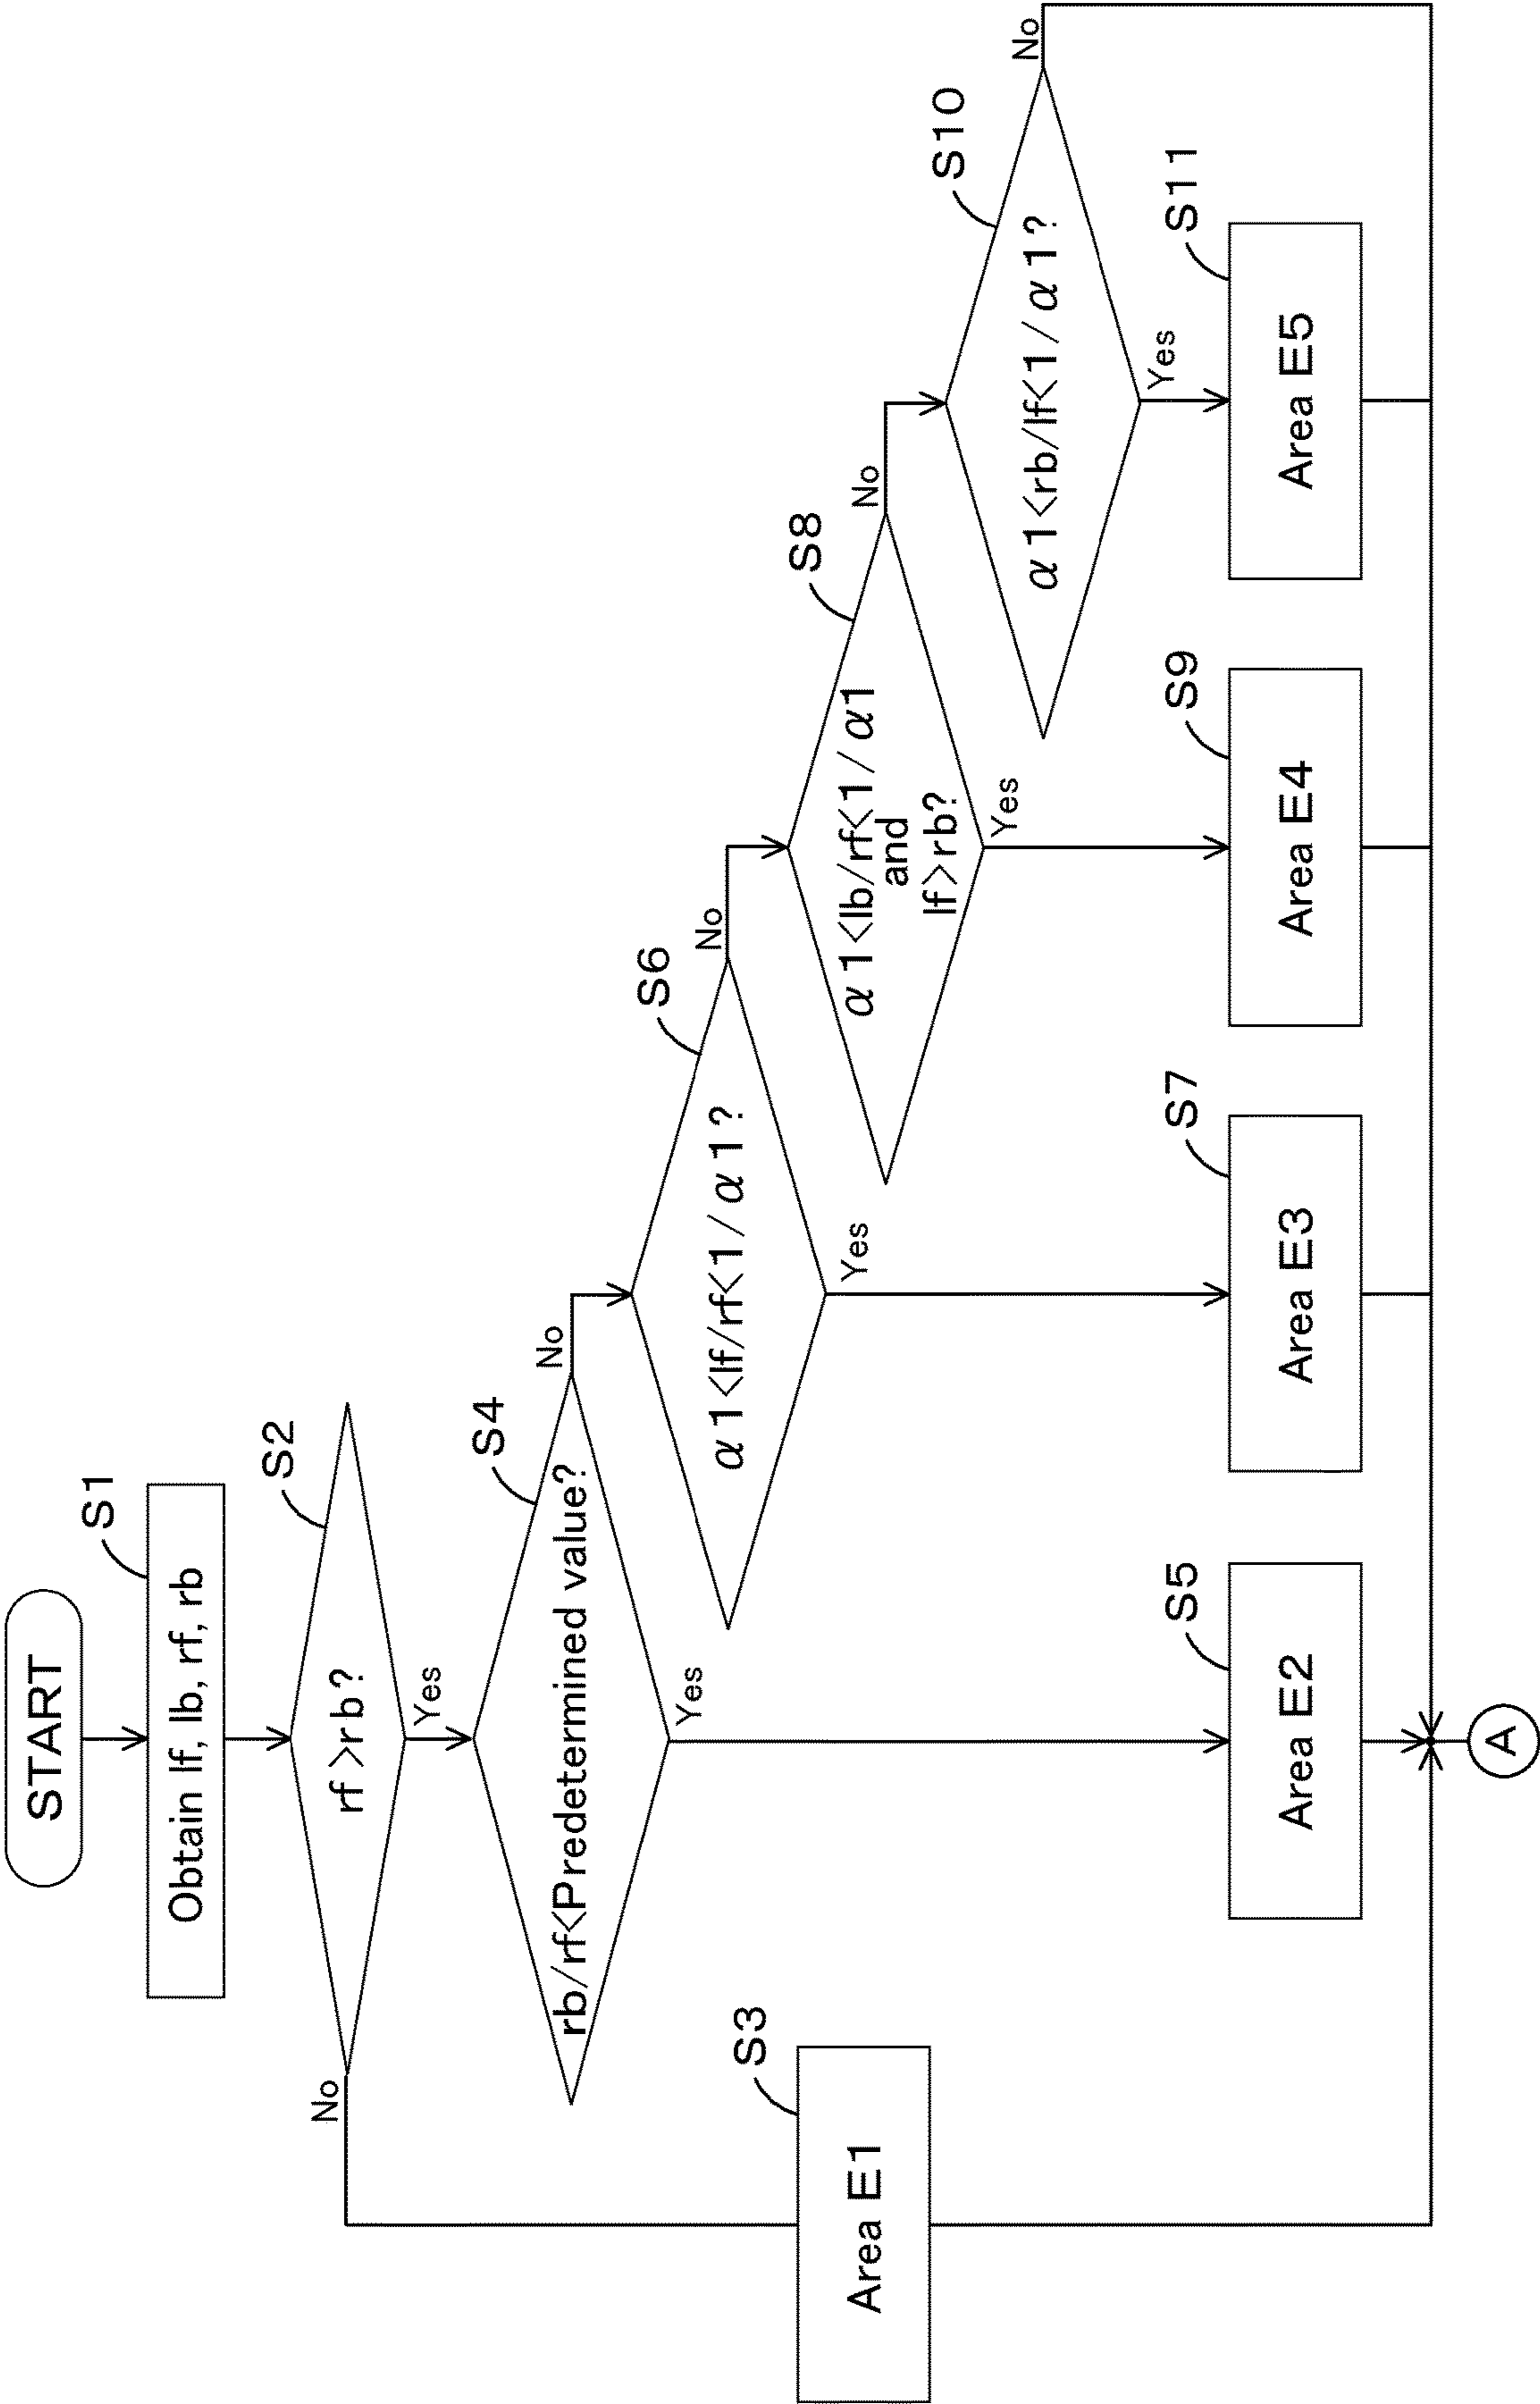 START
S1
Obtain lf, lb, rf, rb
S2
rf>rb?
No
Yes
S4
rb/rf<Predetermined value?
No
Yes
S6
α1<lf/rf<1/α1?
No
Yes
S8
α1<lb/rf<1/α1
and
lf>rb?
No
Yes
S10
α1<rb/lf<1/α1?
No
Yes
S3
Area E1
S5
Area E2
S7
Area E3
S9
Area E4
S11
Area E5
A